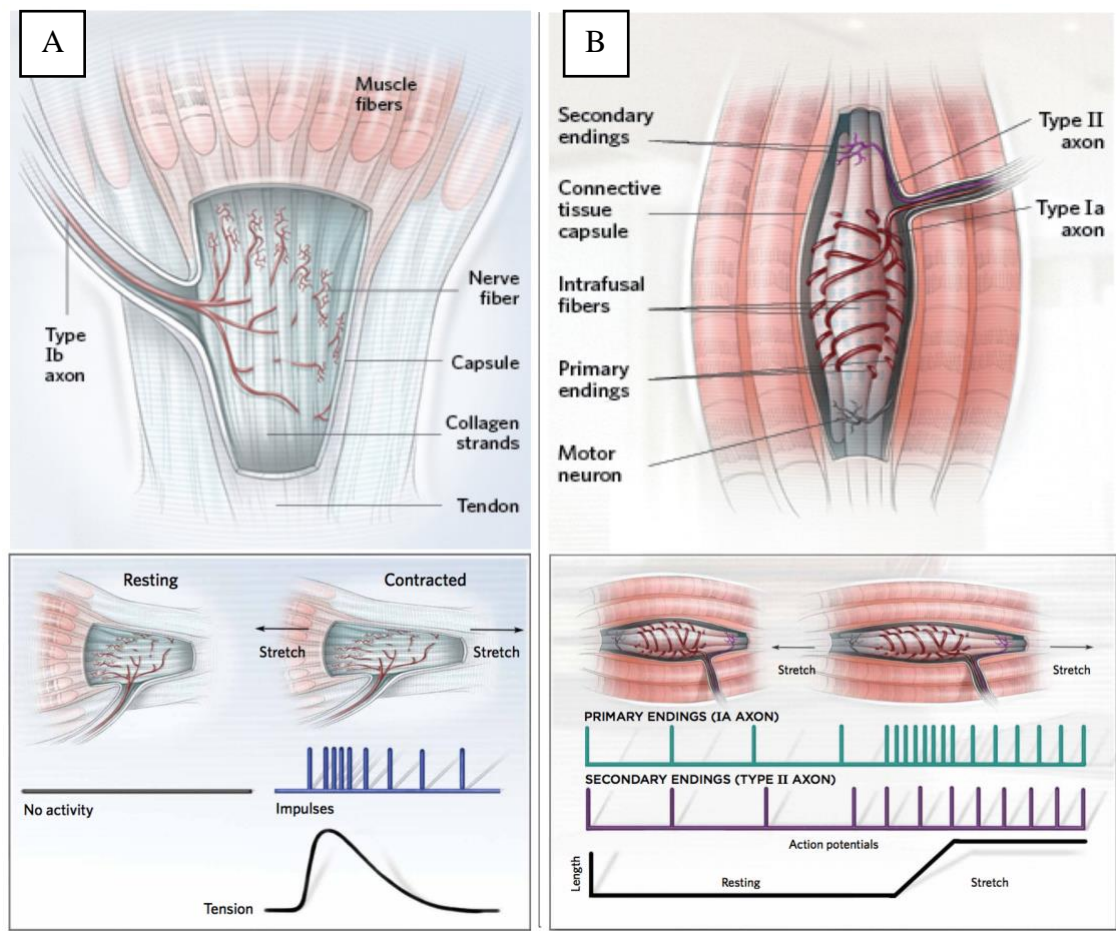 A
Muscle
fibers
Nerve
fiber
Type
Ib
axon
Capsule
Collagen
strands
Tendon
Resting
Contracted
Stretch
Stretch
No activity
Impulses
Tension
B
Secondary
endings
Type II
axon
Connective
tissue
capsule
Type Ia
axon
Intrafusal
fibers
Primary
endings
Motor
neuron
Stretch
Stretch
PRIMARY ENDINGS (IA AXON)
SECONDARY ENDINGS (TYPE II AXON)
Action potentials
Length
Resting
Stretch